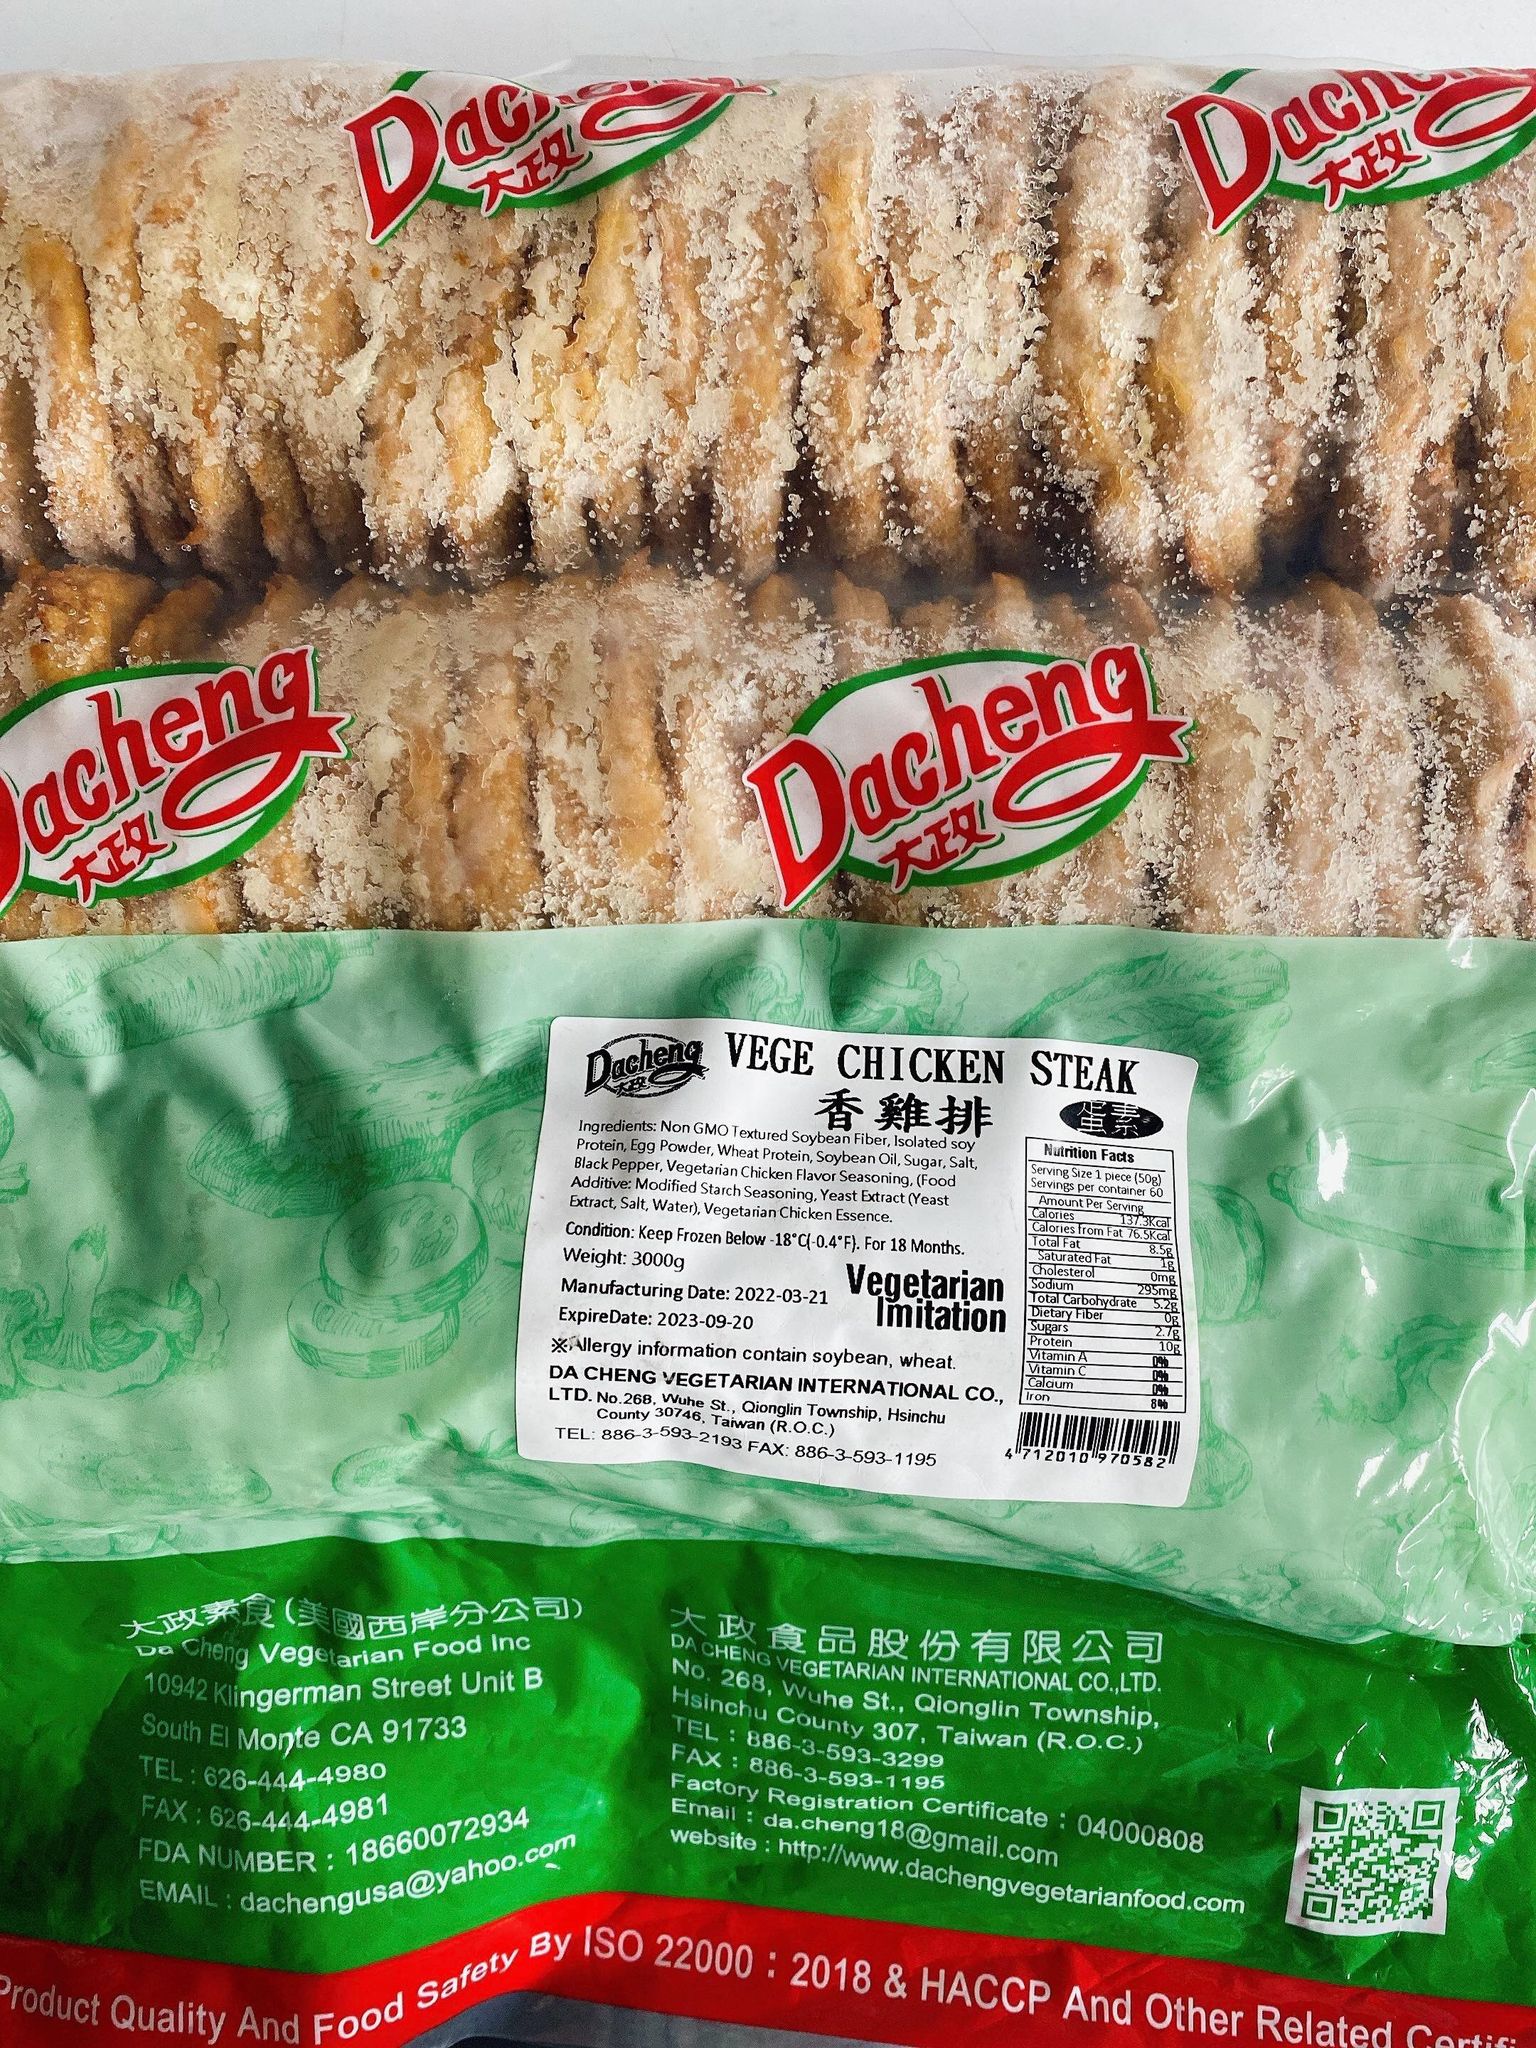 Dacheng
大政
Dacheng
大政
Dacheng
大政
Dacheng
大政
Dacheng
大政
VEGE CHICKEN STEAK
香雞排
蛋素
Ingredients: Non GMO Textured Soybean Fiber, Isolated soy
Protein, Egg Powder, Wheat Protein, Soybean Oil, Sugar, Salt,
Black Pepper, Vegetarian Chicken Flavor Seasoning, (Food
Additive: Modified Starch Seasoning, Yeast Extract (Yeast
Extract, Salt, Water), Vegetarian Chicken Essence.
Condition: Keep Frozen Below -18°C(-0.4°F). For 18 Months.
Weight: 3000g
Vegetarian
Imitation
Manufacturing Date: 2022-03-21
ExpireDate: 2023-09-20
※Allergy information contain soybean, wheat.
DA CHENG VEGETARIAN INTERNATIONAL CO.,
LTD. No.268, Wuhe St., Qionglin Township, Hsinchu
County 30746, Taiwan (R.O.C.)
TEL: 886-3-593-2193 FAX: 886-3-593-1195
Nutrition Facts
Serving Size 1 piece (50g)
Servings per container 60
Amount Per Serving
Calories 137.3Kcal
Calories from Fat 76.5Kcal
Total Fat 8.5g
Saturated Fat 1g
Cholesterol 0mg
Sodium 295mg
Total Carbohydrate 5.2g
Dietary Fiber 0g
Sugars 2.7g
Protein 10g
Vitamin A 0%
Vitamin C 0%
Calcium 0%
Iron 8%
4 712010 970582
大政素食(美國西岸分公司)
Da Cheng Vegetarian Food Inc
10942 Klingerman Street Unit B
South El Monte CA 91733
TEL : 626-444-4980
FAX : 626-444-4981
FDA NUMBER : 18660072934
EMAIL : dachengusa@yahoo.com
大政食品股份有限公司
DA CHENG VEGETARIAN INTERNATIONAL CO.,LTD.
No. 268, Wuhe St., Qionglin Township,
Hsinchu County 307, Taiwan (R.O.C.)
TEL : 886-3-593-3299
FAX : 886-3-593-1195
Factory Registration Certificate : 04000808
Email : da.cheng18@gmail.com
website : http://www.dachengvegetarianfood.com
Product Quality And Food Safety By ISO 22000 : 2018 & HACCP And Other Related